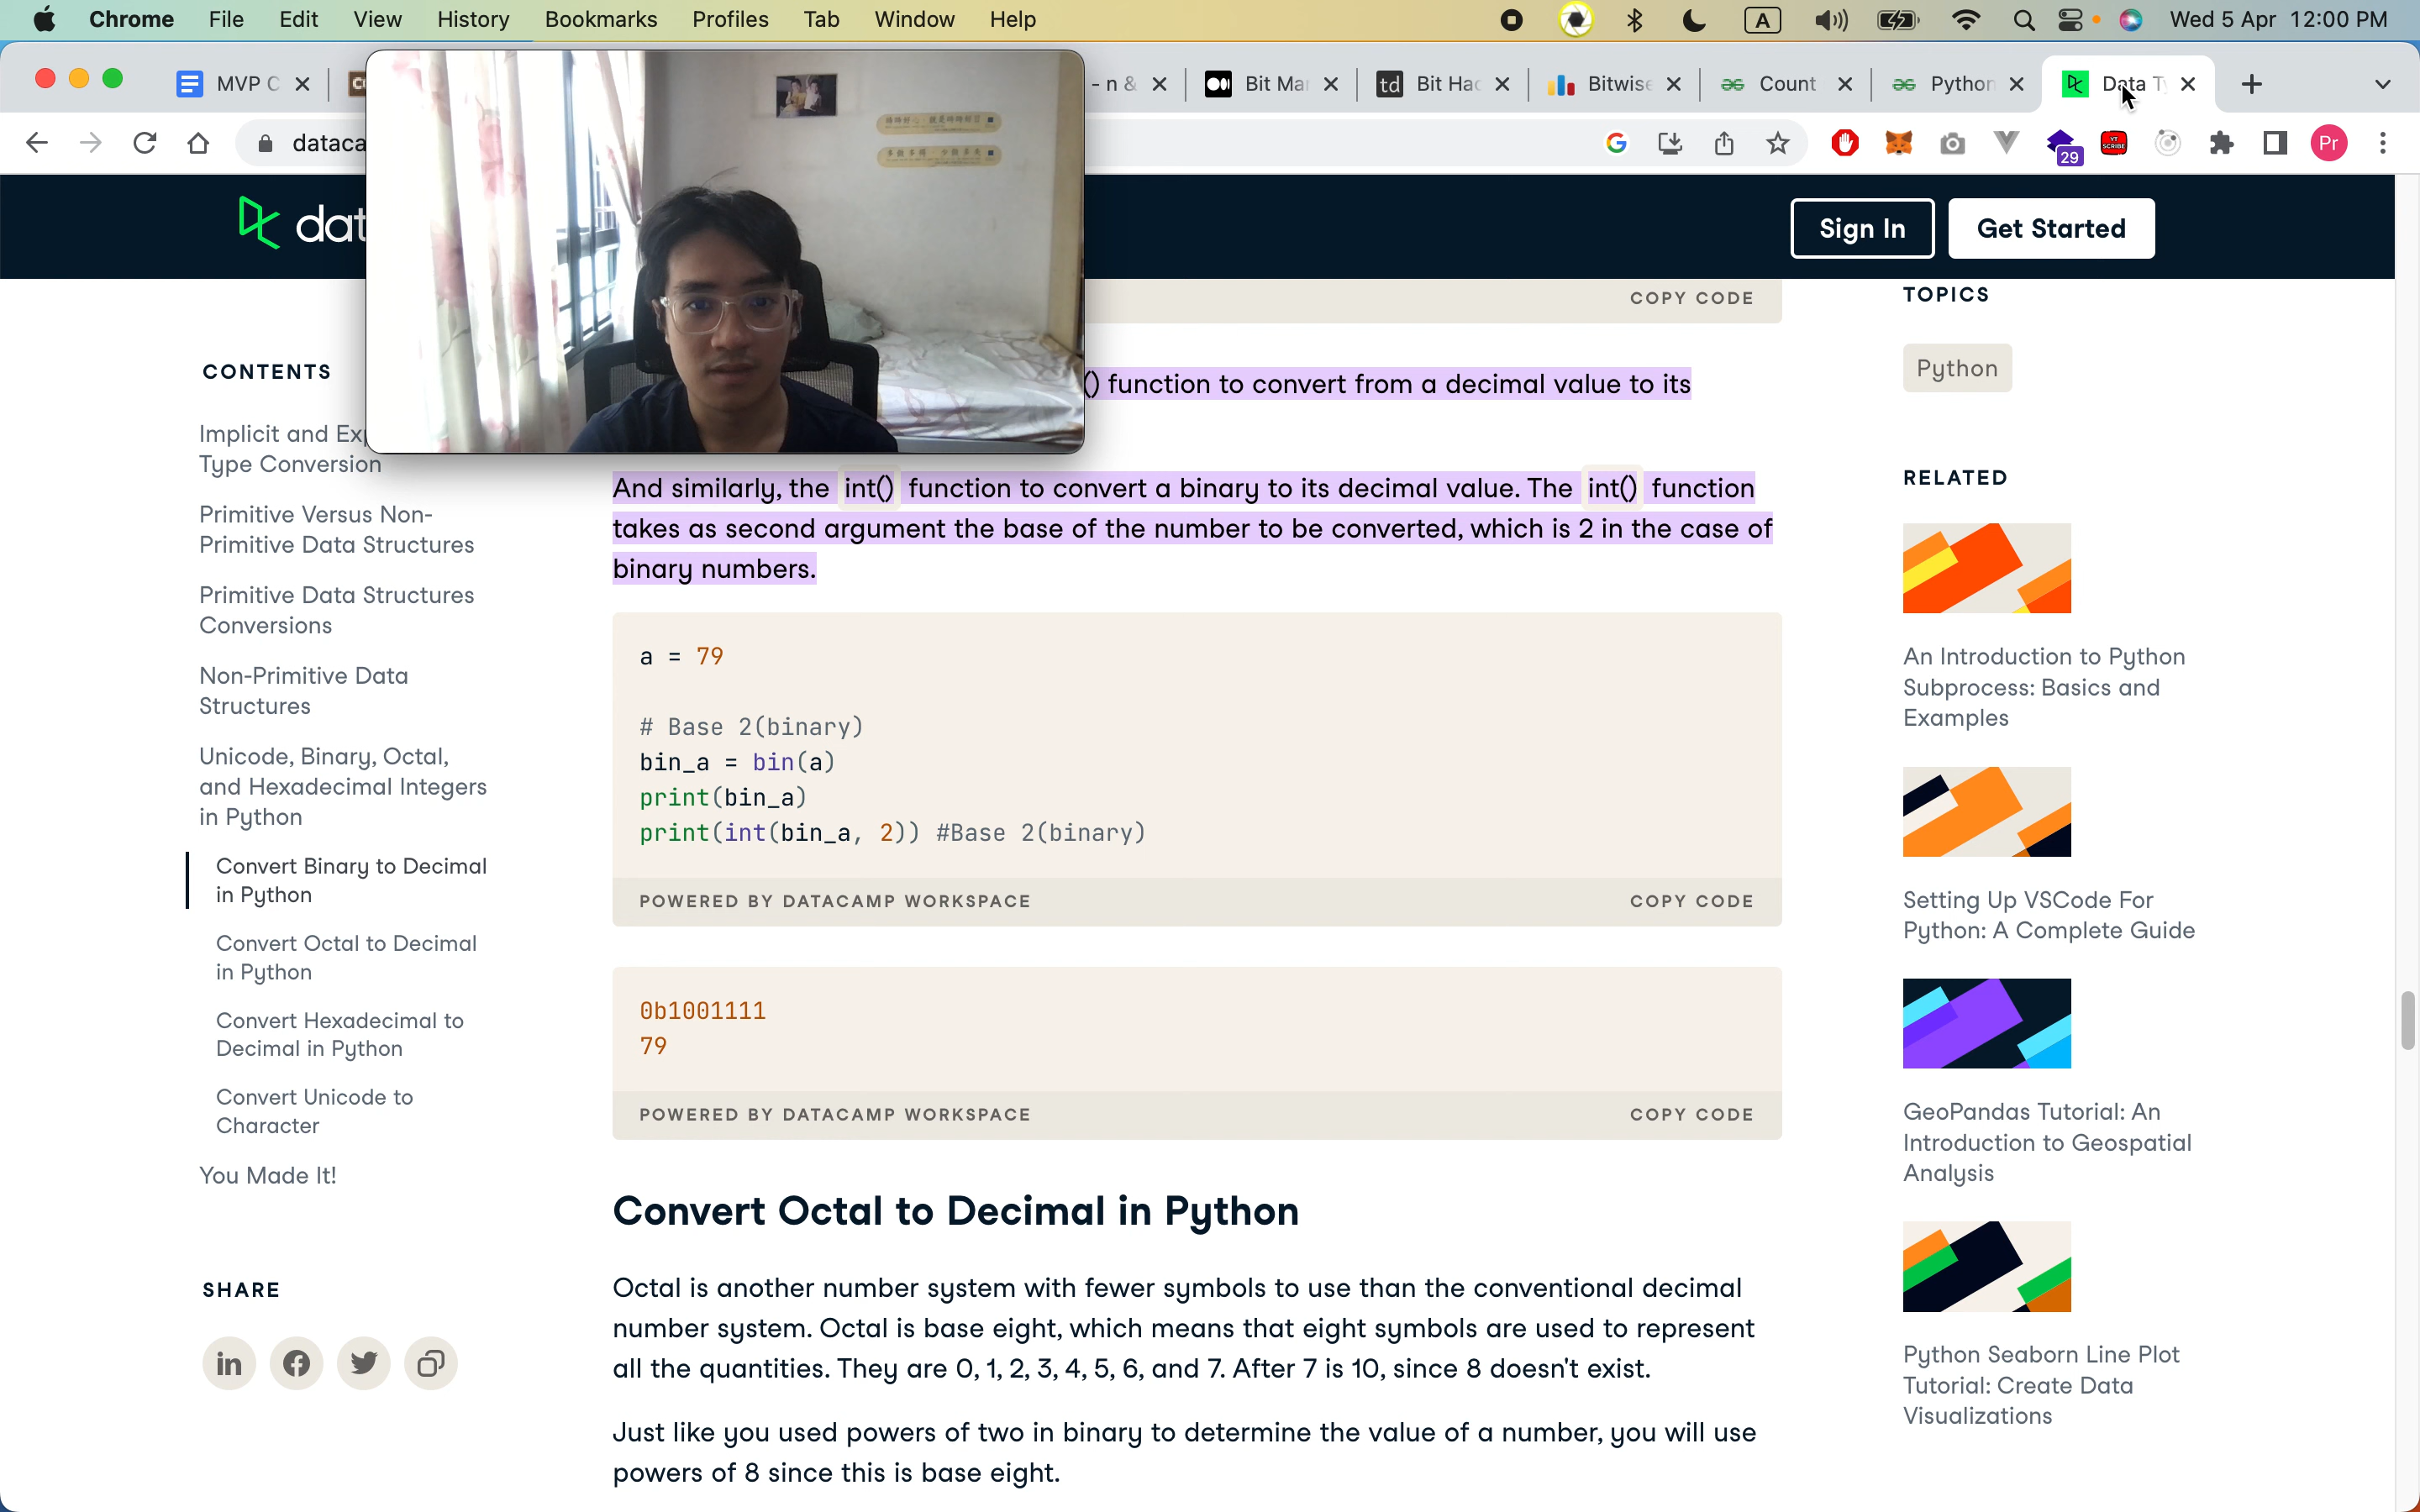 Chrome File Edit View History Bookmarks Profiles Tab Window Help A Wed 5 Apr 12:00 PM
MVP C - n & Bit Ma td Bit Hac Bitwise Count Python Data T
dataca 29 YT SCRIBE Pr
dat
Sign In Get Started
COPY CODE
CONTENTS
Implicit and Exp
Type Conversion
Primitive Versus Non-
Primitive Data Structures
Primitive Data Structures
Conversions
Non-Primitive Data
Structures
Unicode, Binary, Octal,
and Hexadecimal Integers
in Python
Convert Binary to Decimal
in Python
Convert Octal to Decimal
in Python
Convert Hexadecimal to
Decimal in Python
Convert Unicode to
Character
You Made It!
SHARE
in
() function to convert from a decimal value to its
And similarly, the int() function to convert a binary to its decimal value. The int() function
takes as second argument the base of the number to be converted, which is 2 in the case of
binary numbers.
a = 79
# Base 2(binary)
bin_a = bin(a)
print(bin_a)
print(int(bin_a, 2)) #Base 2(binary)
POWERED BY DATACAMP WORKSPACE COPY CODE
0b1001111
79
POWERED BY DATACAMP WORKSPACE COPY CODE
Convert Octal to Decimal in Python
Octal is another number system with fewer symbols to use than the conventional decimal
number system. Octal is base eight, which means that eight symbols are used to represent
all the quantities. They are 0, 1, 2, 3, 4, 5, 6, and 7. After 7 is 10, since 8 doesn't exist.
Just like you used powers of two in binary to determine the value of a number, you will use
powers of 8 since this is base eight.
TOPICS
Python
RELATED
An Introduction to Python
Subprocess: Basics and
Examples
Setting Up VSCode For
Python: A Complete Guide
GeoPandas Tutorial: An
Introduction to Geospatial
Analysis
Python Seaborn Line Plot
Tutorial: Create Data
Visualizations